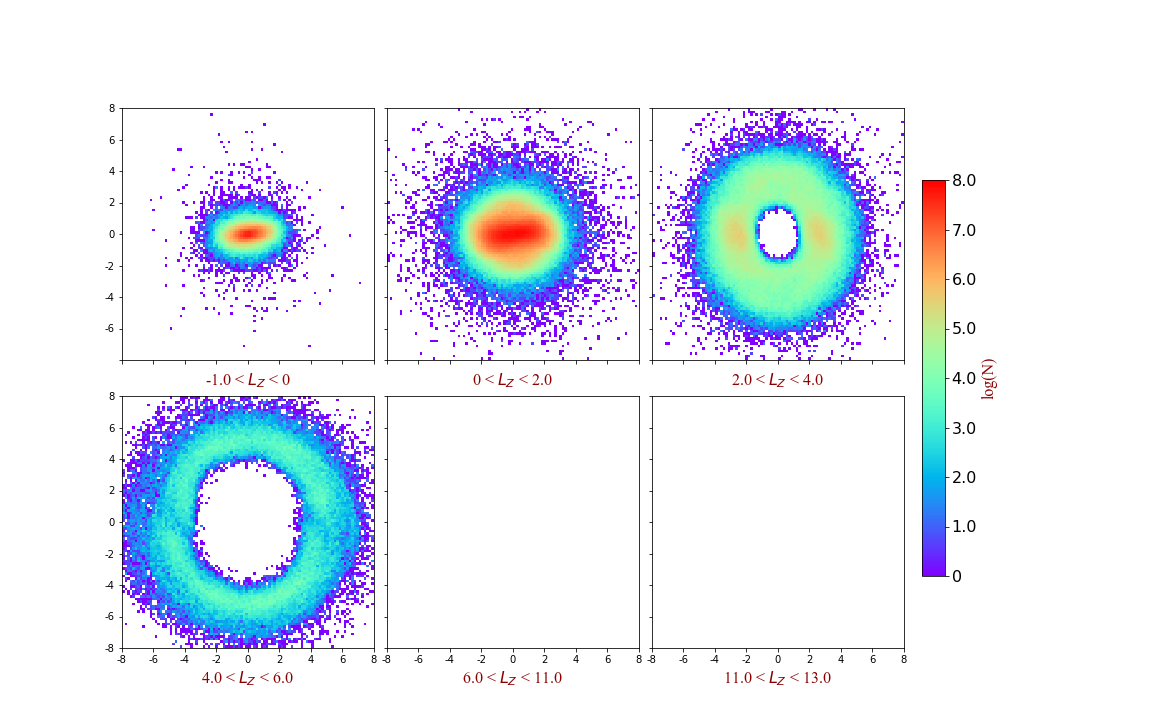 8
6
4
2
0
-2
-4
-6
-1.0 < L_Z < 0
0 < L_Z < 2.0
2.0 < L_Z < 4.0
8
6
4
2
0
-2
-4
-6
-8
-8 -6 -4 -2 0 2 4 6 8
-8 -6 -4 -2 0 2 4 6 8
-8 -6 -4 -2 0 2 4 6 8
4.0 < L_Z < 6.0
6.0 < L_Z < 11.0
11.0 < L_Z < 13.0
8.0
7.0
6.0
5.0
4.0
3.0
2.0
1.0
0
log(N)